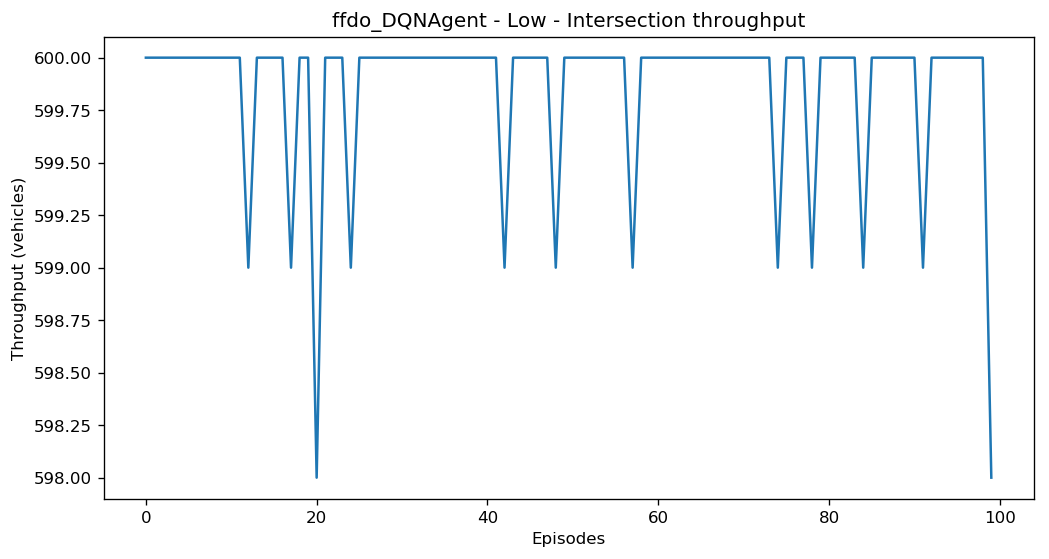 ffdo_DQNAgent - Low - Intersection throughput
Throughput (vehicles)
600.00
599.75
599.50
599.25
599.00
598.75
598.50
598.25
598.00
0 20 40 60 80 100
Episodes